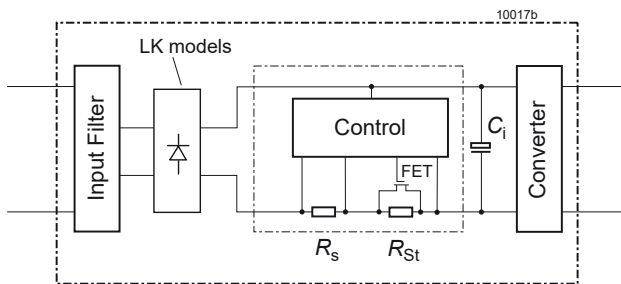 10017b
LK models
Input Filter
Control
FET
Ci
Converter
Rs
RSt